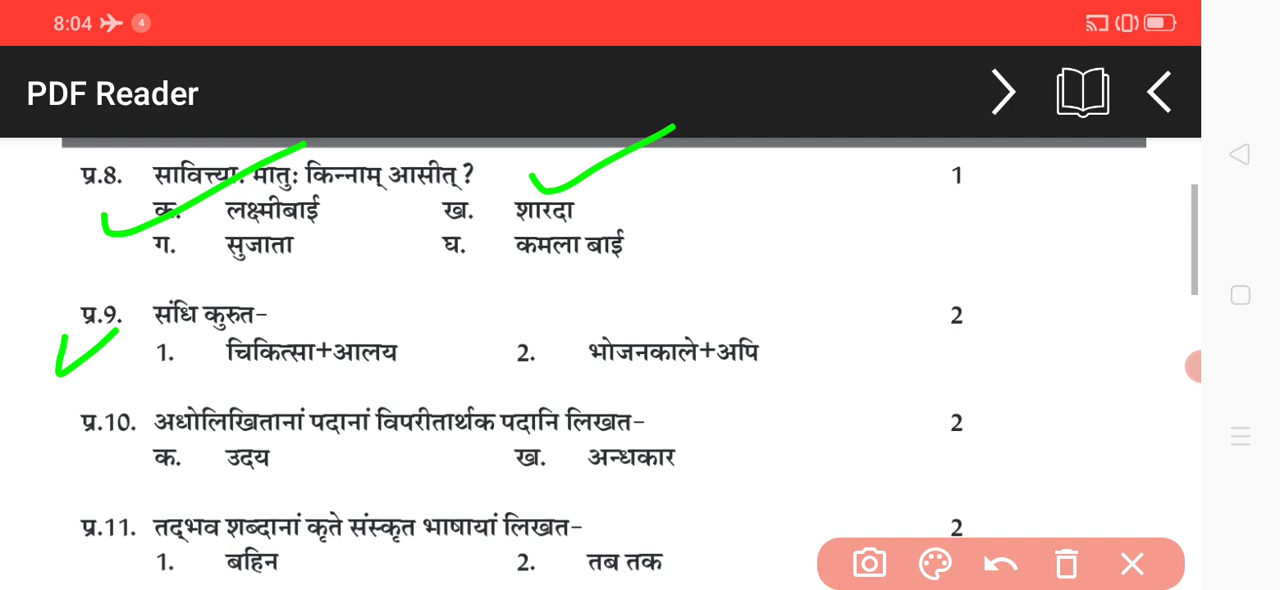 8:04 4
PDF Reader
प्र.8. सावित्र्याः मातुः किन्नाम् आसीत् ? 1
क. लक्ष्मीबाई ख. शारदा
ग. सुजाता घ. कमला बाई
प्र.9. संधि कुरुत- 2
1. चिकित्सा+आलय 2. भोजनकाले+अपि
प्र.10. अधोलिखितानां पदानां विपरीतार्थक पदानि लिखत- 2
क. उदय ख. अन्धकार
प्र.11. तद्भव शब्दानां कृते संस्कृत भाषायां लिखत- 2
1. बहिन 2. तब तक